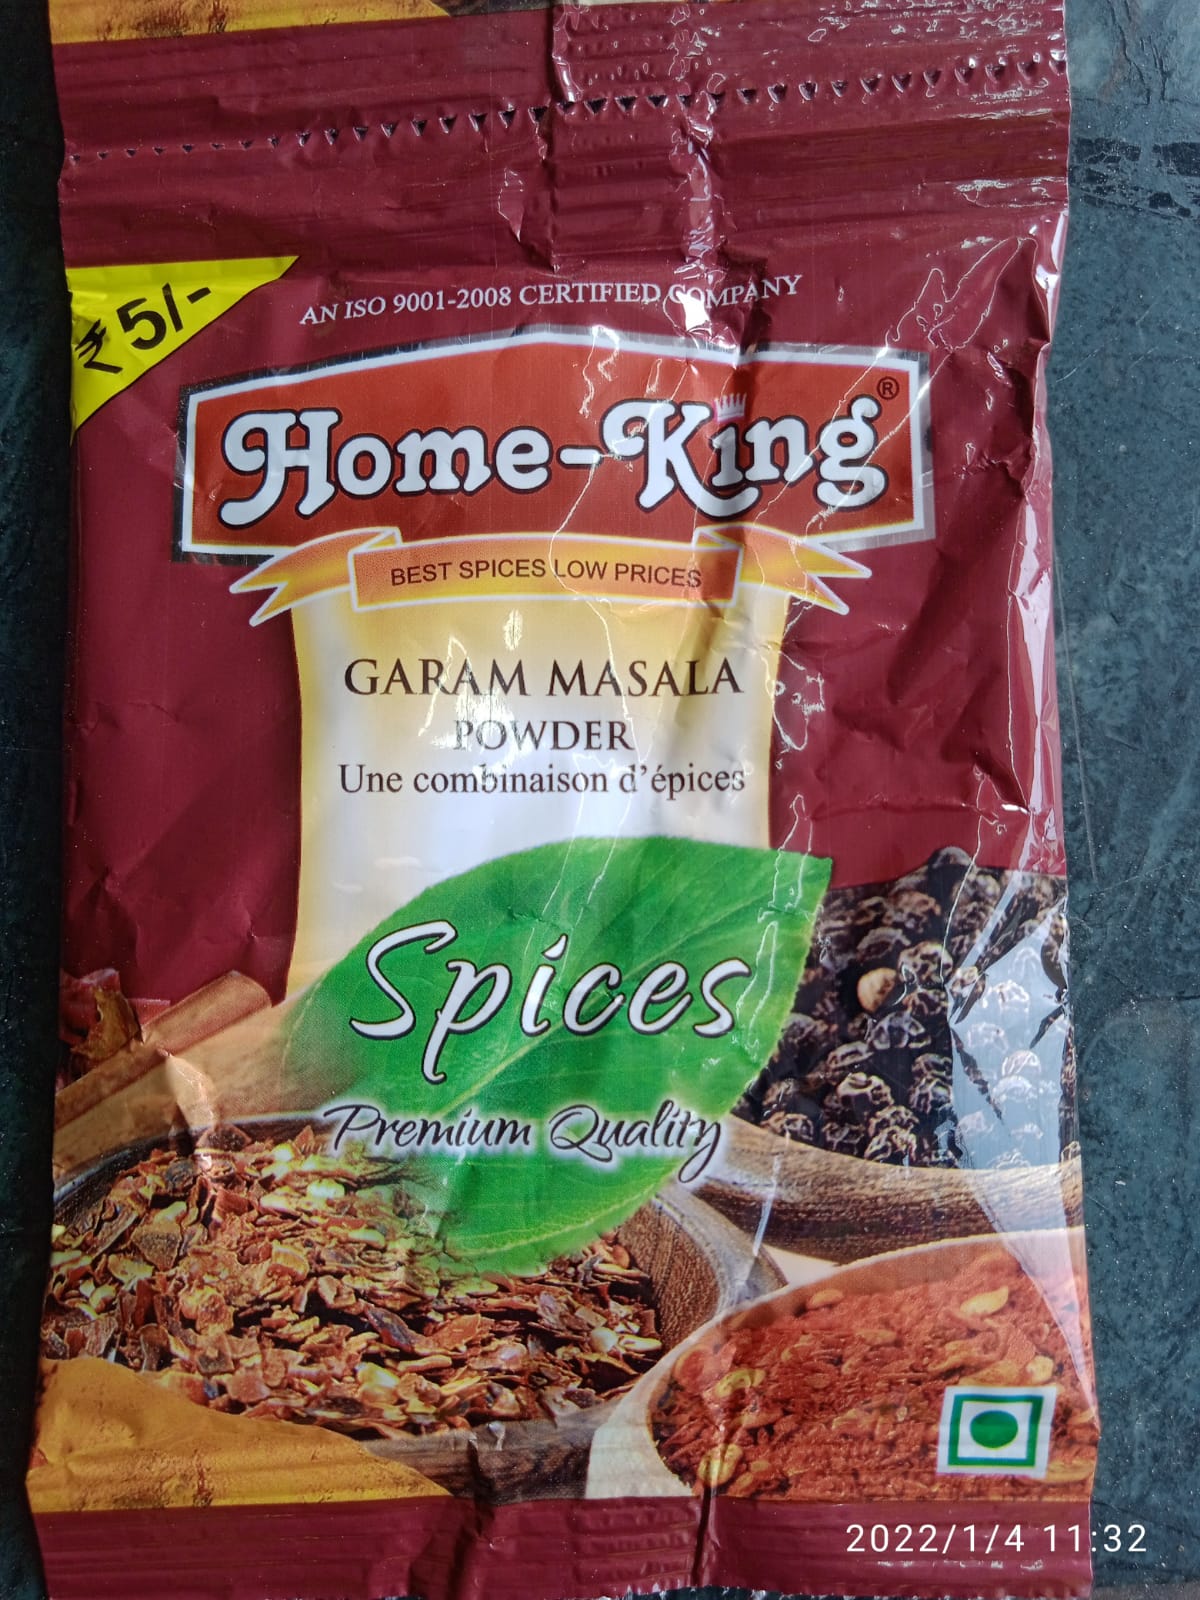 ₹ 5/-
AN ISO 9001-2008 CERTIFIED COMPANY
Home-King®
BEST SPICES LOW PRICES
GARAM MASALA
POWDER
Une combinaison d'épices
Spices
Premium Quality
2022/1/4 11:32